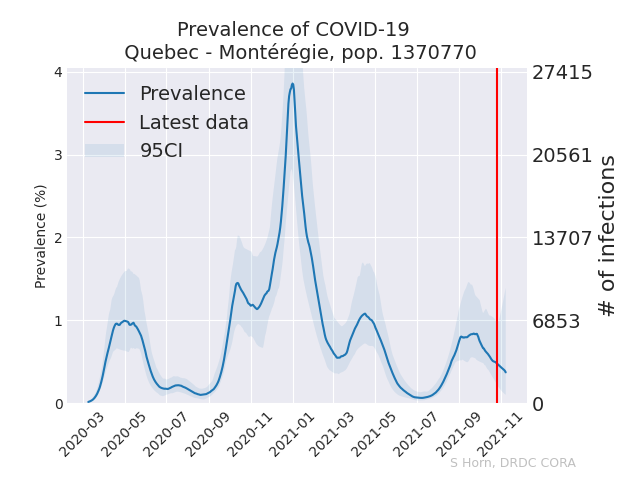 Prevalence of COVID-19
Quebec - Montérégie, pop. 1370770
Prevalence
Latest data
95CI
Prevalence (%)
4
3
2
1
0
27415
20561
13707
6853
0
# of infections
2020-03
2020-05
2020-07
2020-09
2020-11
2021-01
2021-03
2021-05
2021-07
2021-09
2021-11
S Horn, DRDC CORA